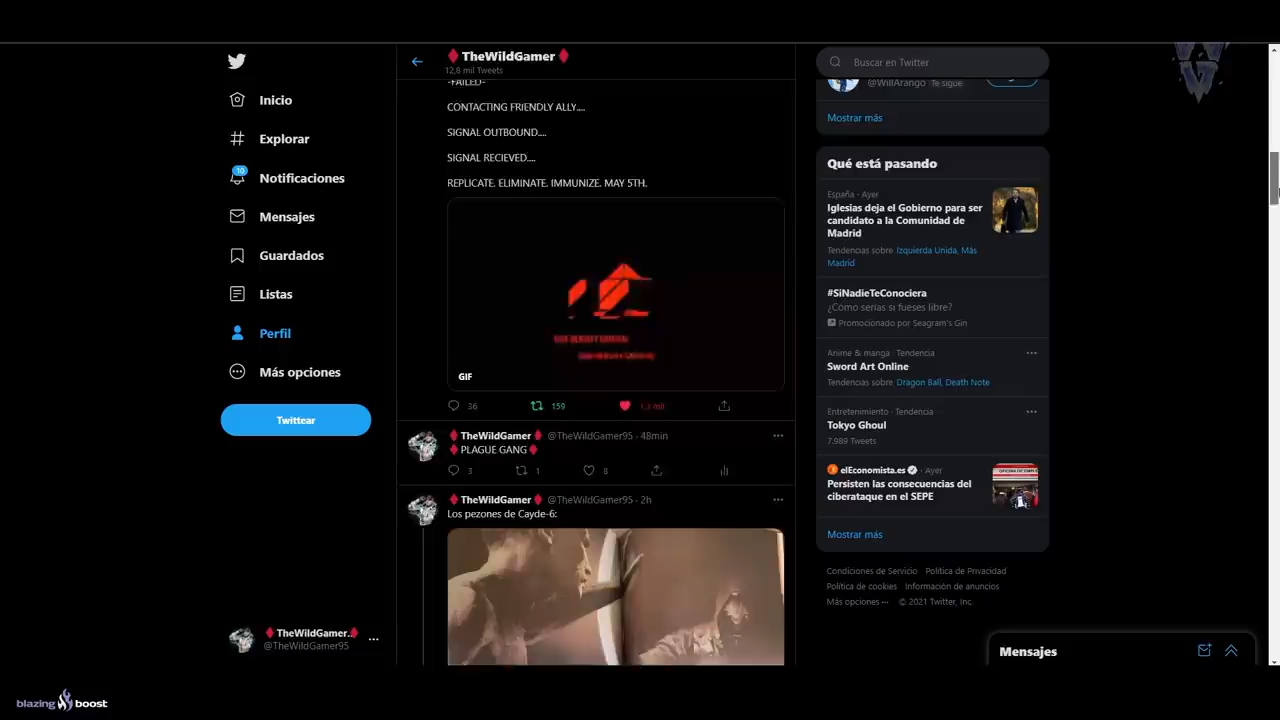 TheWildGamer
12,8 mil Tweets
Buscar en Twitter
Inicio
Explorar
10
Notificaciones
Mensajes
Guardados
Listas
Perfil
Más opciones
Twittear
TheWildGamer..
@TheWildGamer95
-FAILED-
CONTACTING FRIENDLY ALLY....
SIGNAL OUTBOUND....
SIGNAL RECIEVED....
REPLICATE. ELIMINATE. IMMUNIZE. MAY 5TH.
GIF
36
159
1,3 mil
TheWildGamer @TheWildGamer95 · 48min
PLAGUE GANG
3
1
8
TheWildGamer @TheWildGamer95 · 2h
Los pezones de Cayde-6:
@WillArango Te sigue
Mostrar más
Qué está pasando
España · Ayer
Iglesias deja el Gobierno para ser
candidato a la Comunidad de
Madrid
Tendencias sobre Izquierda Unida, Más
Madrid
#SiNadieTeConociera
¿Cómo serías si fueses libre?
Promocionado por Seagram's Gin
Anime & manga · Tendencia
Sword Art Online
Tendencias sobre Dragon Ball, Death Note
Entretenimiento · Tendencia
Tokyo Ghoul
7.989 Tweets
elEconomista.es · Ayer
Persisten las consecuencias del
ciberataque en el SEPE
Mostrar más
Condiciones de Servicio Política de Privacidad
Política de cookies Información de anuncios
Más opciones ··· © 2021 Twitter, Inc.
Mensajes
blazing boost